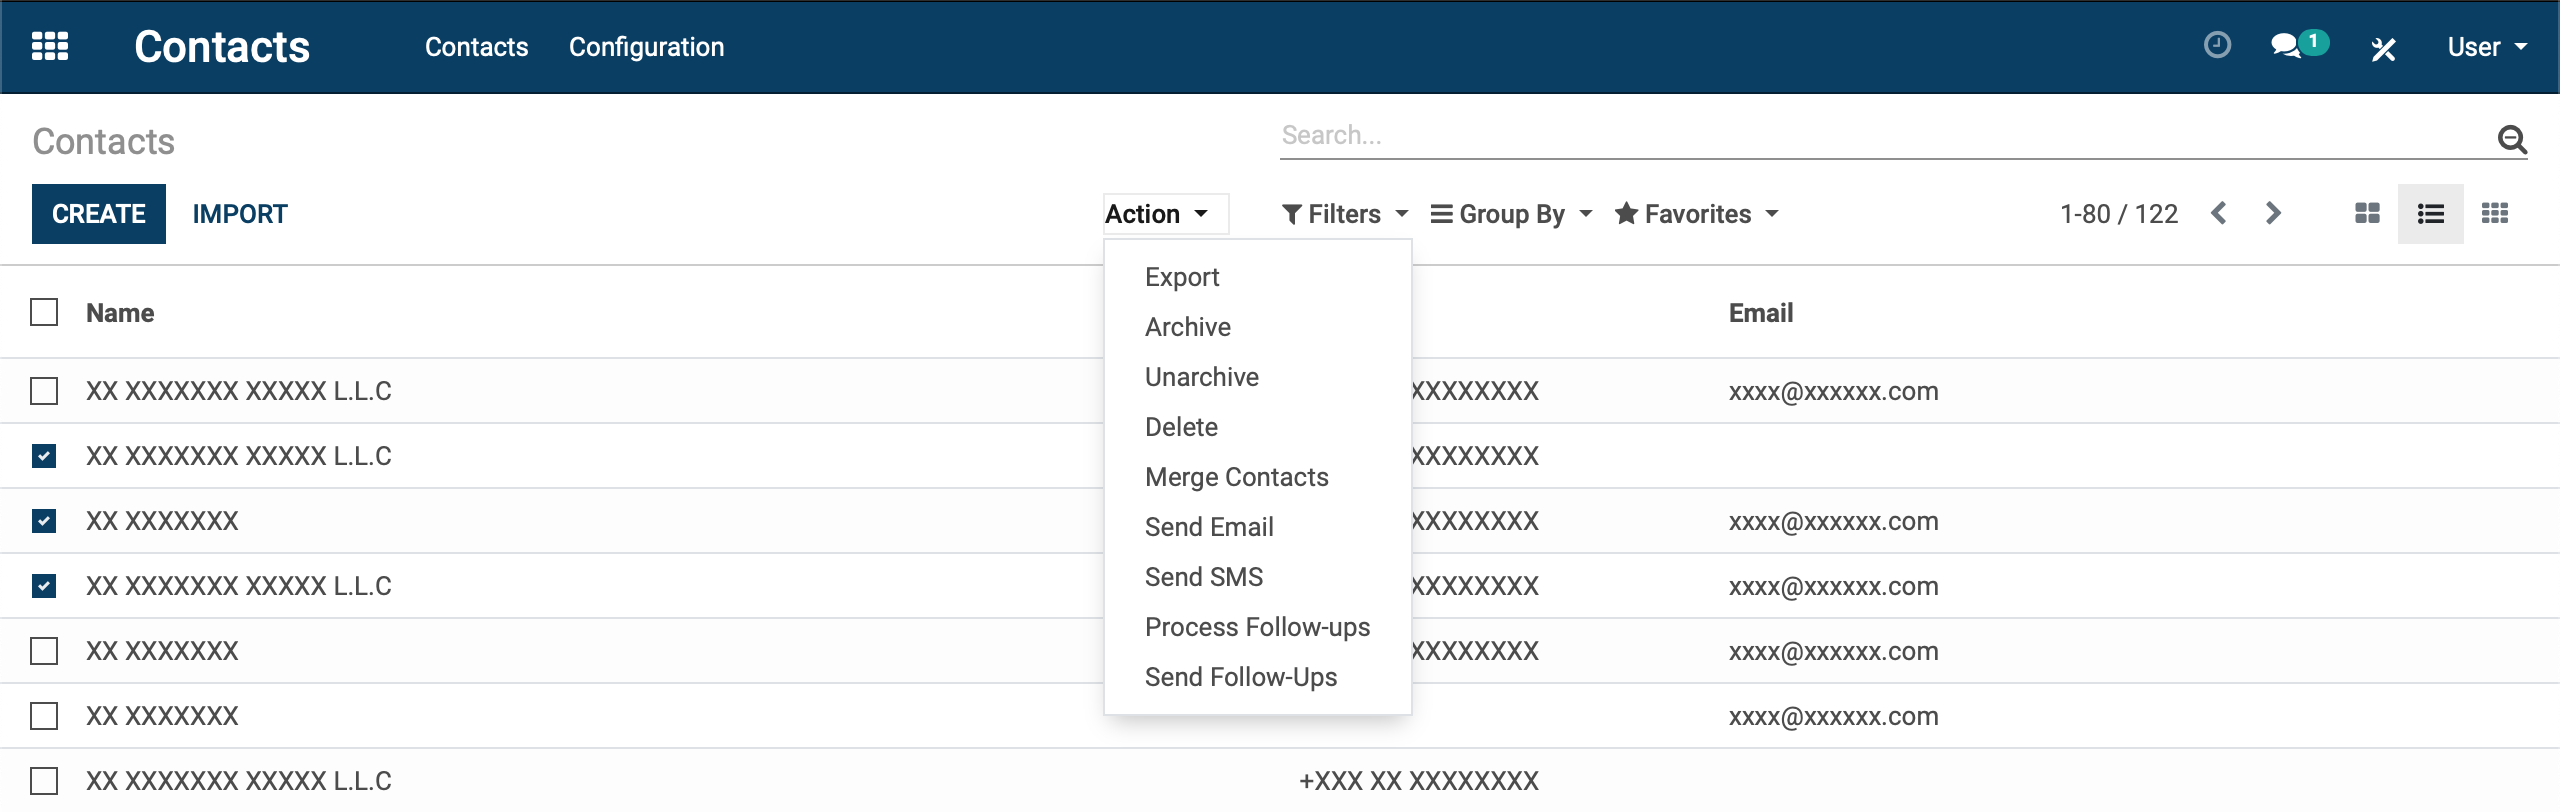 Contacts Contacts Configuration 1 User
Contacts
Search...
CREATE IMPORT Action Filters Group By Favorites 1-80 / 122
Export
Archive
Unarchive
Delete
Merge Contacts
Send Email
Send SMS
Process Follow-ups
Send Follow-Ups
Name Email
XX XXXXXXX XXXXX L.L.C XXXXXXXX xxxx@xxxxxx.com
XX XXXXXXX XXXXX L.L.C XXXXXXXX
XX XXXXXXX XXXXXXXX xxxx@xxxxxx.com
XX XXXXXXX XXXXX L.L.C XXXXXXXX xxxx@xxxxxx.com
XX XXXXXXX XXXXXXXX xxxx@xxxxxx.com
XX XXXXXXX xxxx@xxxxxx.com
XX XXXXXXX XXXXX L.L.C +XXX XX XXXXXXXX